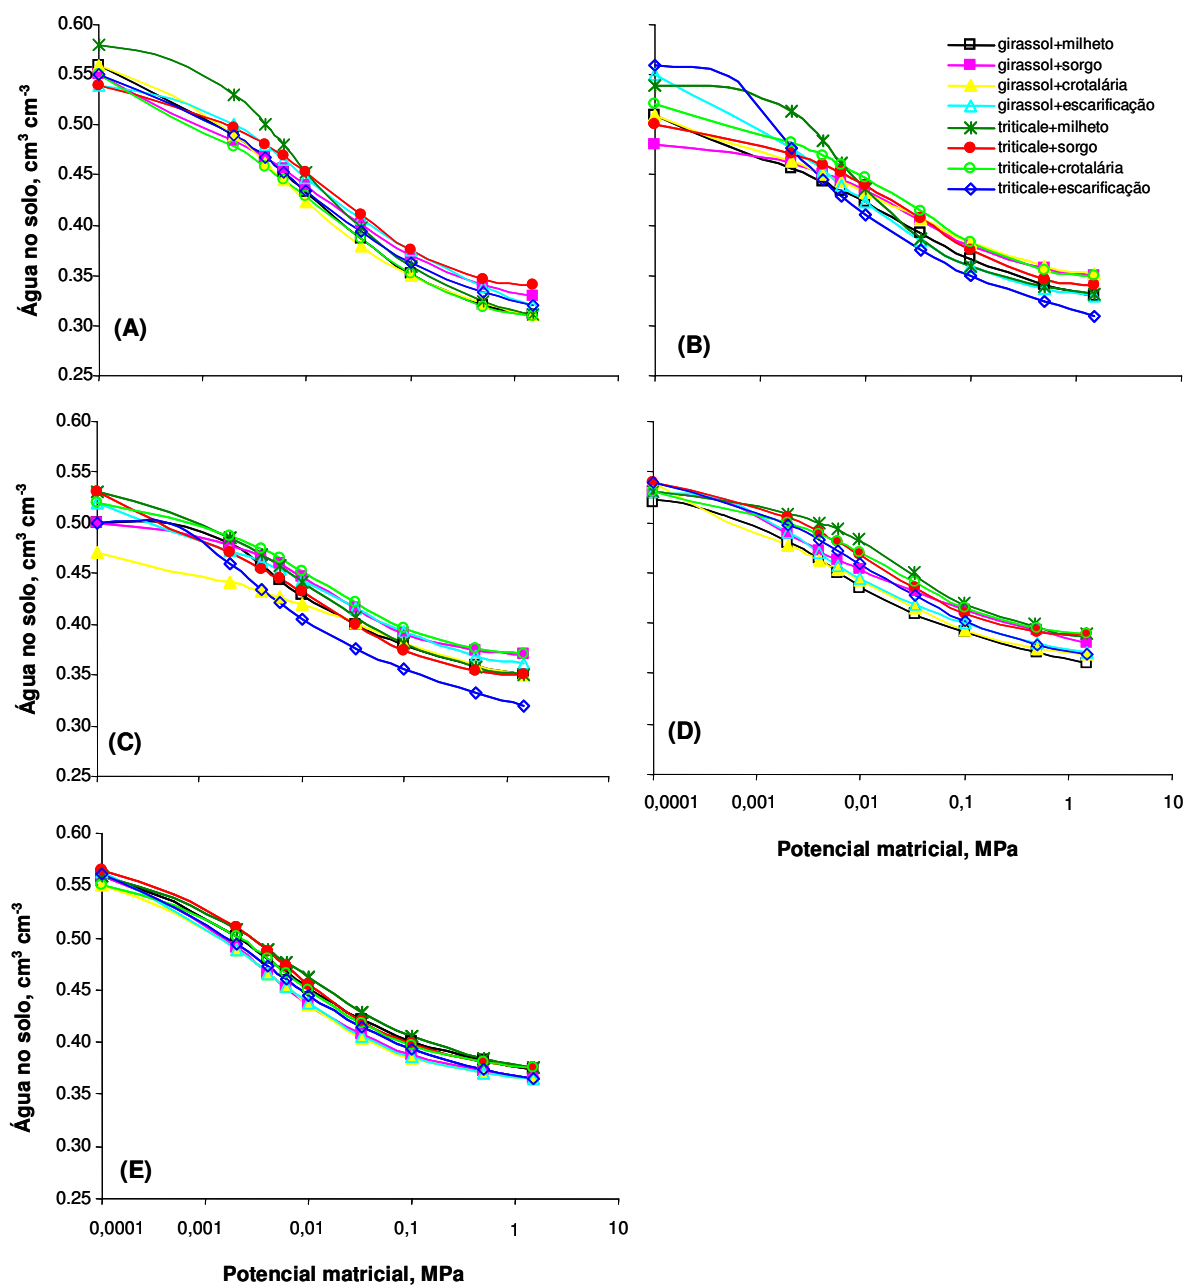 0.60
0.55
0.50
0.45
0.40
0.35
0.30
0.25
Água no solo, cm³ cm⁻³
(A)
(B)
girassol+milheto
girassol+sorgo
girassol+crotalária
girassol+escarificação
triticale+milheto
triticale+sorgo
triticale+crotalária
triticale+escarificação
0.60
0.55
0.50
0.45
0.40
0.35
0.30
0.25
Água no solo, cm³ cm⁻³
(C)
(D)
0,0001 0,001 0,01 0,1 1 10
Potencial matricial, MPa
0.60
0.55
0.50
0.45
0.40
0.35
0.30
0.25
Água no solo, cm³ cm⁻³
(E)
0,0001 0,001 0,01 0,1 1 10
Potencial matricial, MPa